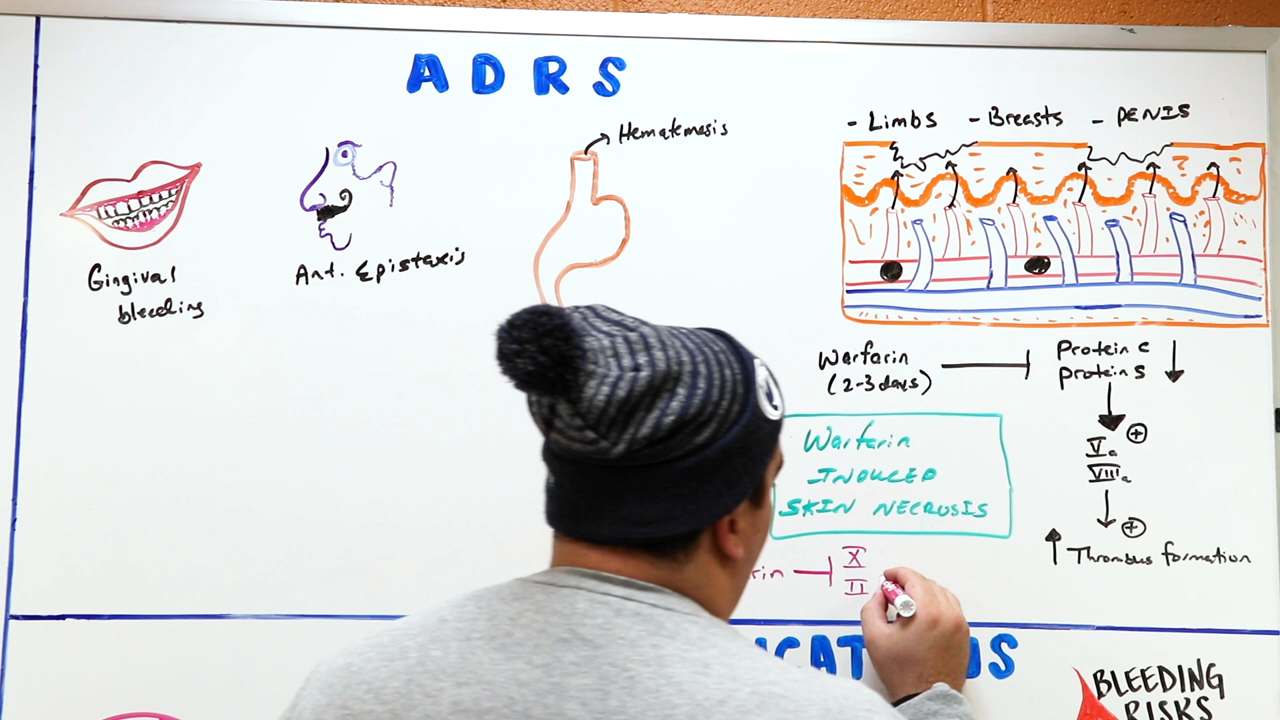 ADRS
Hematemesis
- Limbs - Breasts - PENIS
Gingival
bleeding
Ant. Epistaxis
Warfarin
(2-3 days)
Protein C
protein S
Va
VIIIa
Thrombus formation
Warfarin
INDUCED
SKIN NECROSIS
X
II
BLEEDING
RISKS